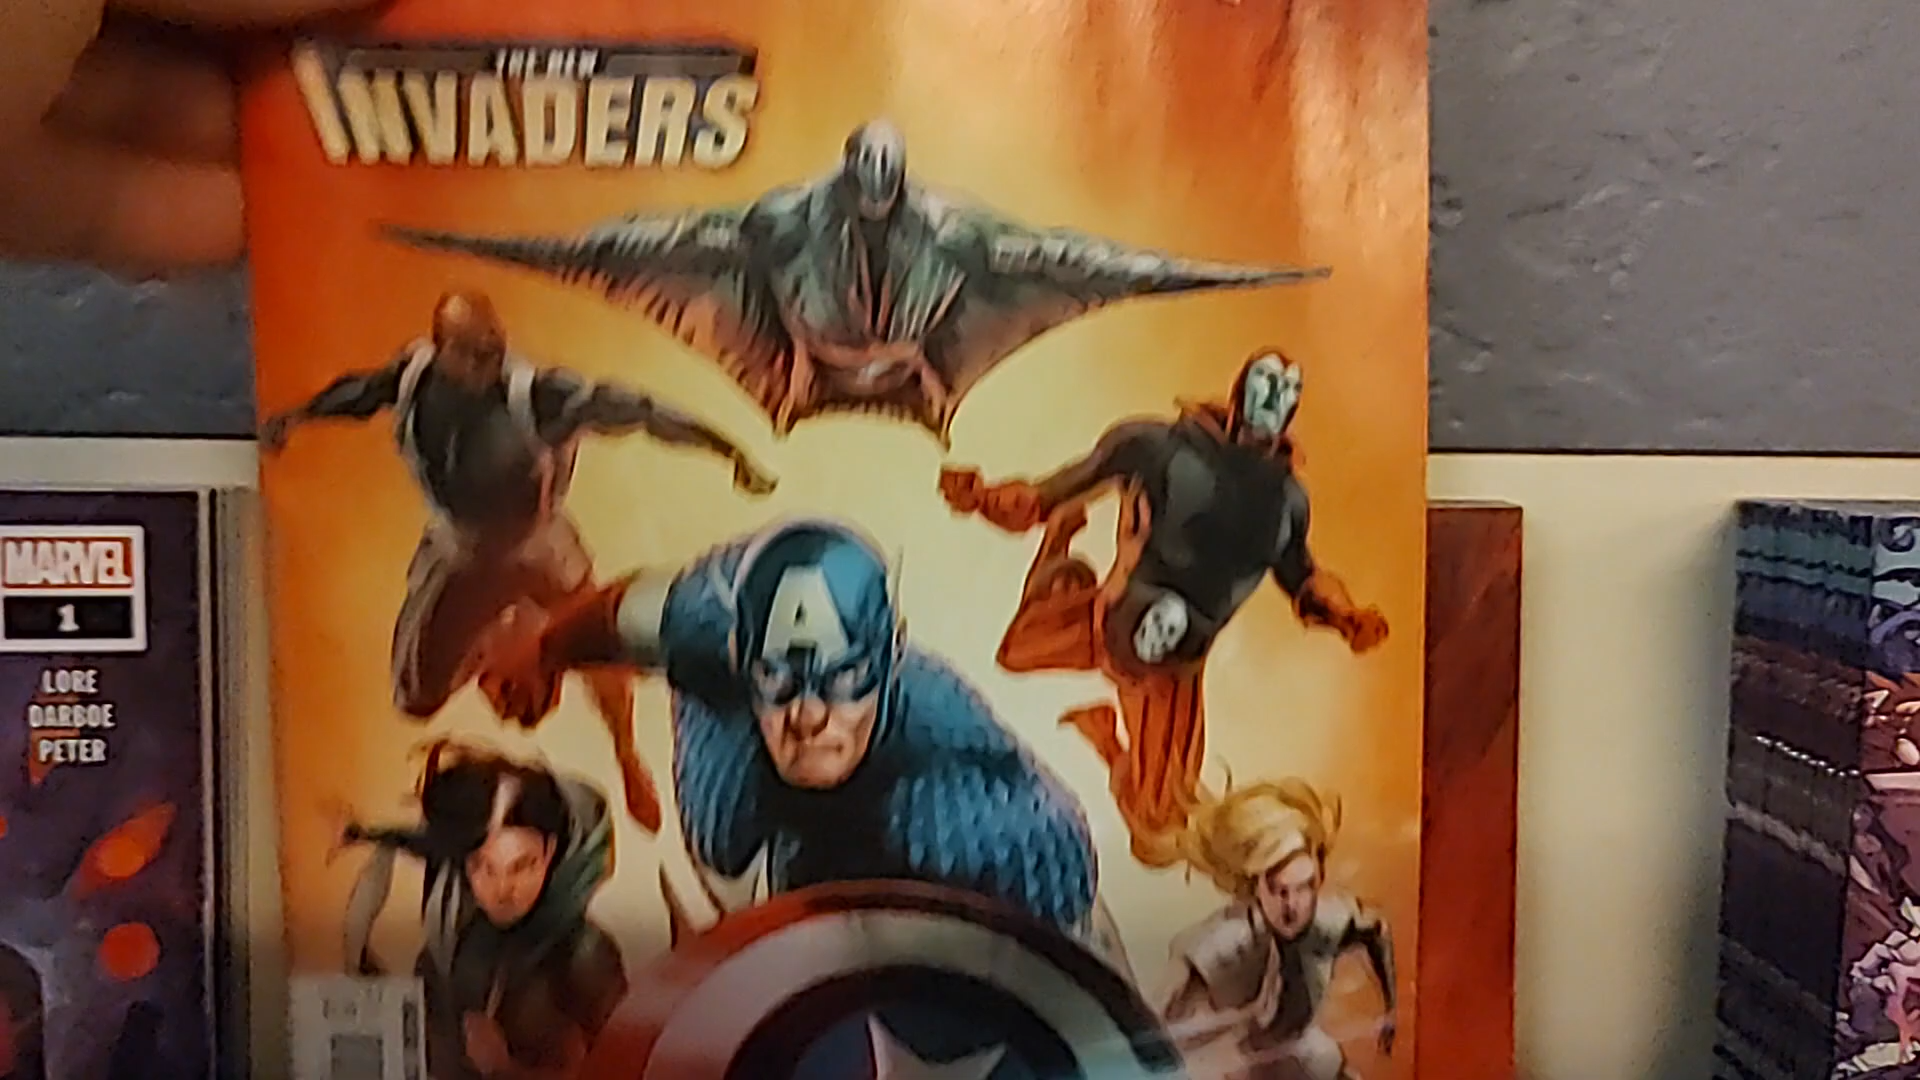 THE NEW
INVADERS
A
MARVEL
1
LORE
DARBOE
PETER